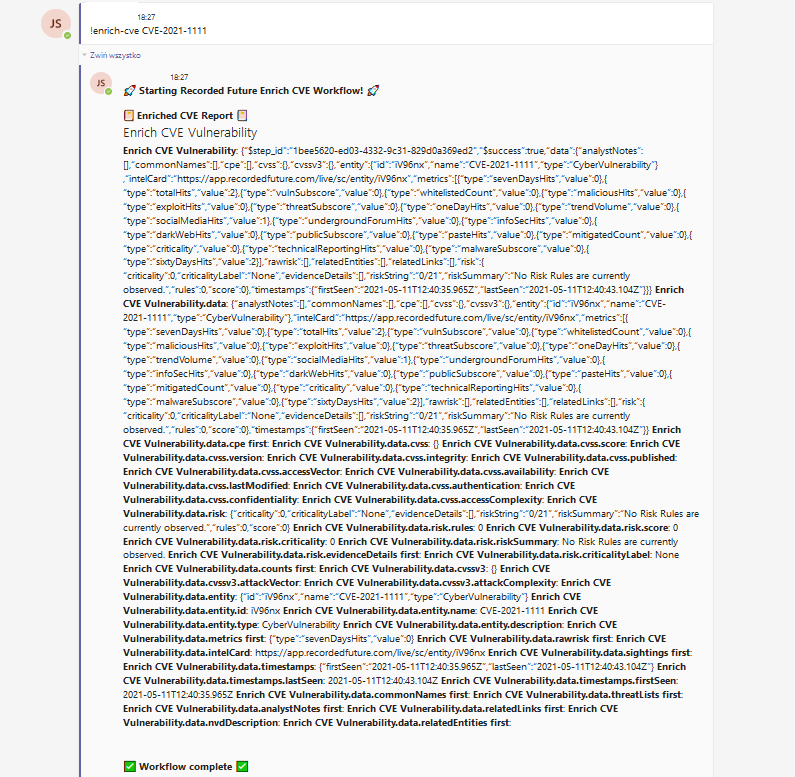 JS
18:27
!enrich-cve CVE-2021-1111
Zwiń wszystko
JS
18:27
🚀 Starting Recorded Future Enrich CVE Workflow! 🚀
Enriched CVE Report
Enrich CVE Vulnerability
Enrich CVE Vulnerability: {"$step_id":"1bee5620-ed03-4332-9c31-829d0a369ed2","$success":true,"data":{"analystNotes":
[],"commonNames":[],"cpe":[],"cvss":{},"cvssv3":{},"entity":{"id":"iV96nx","name":"CVE-2021-1111","type":"CyberVulnerability"}
,"intelCard":"https://app.recordedfuture.com/live/sc/entity/iV96nx","metrics":[{"type":"sevenDaysHits","value":0},{
"type":"totalHits","value":2},{"type":"vulnSubscore","value":0},{"type":"whitelistedCount","value":0},{"type":"maliciousHits","value":0},{
"type":"exploitHits","value":0},{"type":"threatSubscore","value":0},{"type":"oneDayHits","value":0},{"type":"trendVolume","value":0},{
"type":"socialMediaHits","value":1},{"type":"undergroundForumHits","value":0},{"type":"infoSecHits","value":0},{
"type":"darkWebHits","value":0},{"type":"publicSubscore","value":0},{"type":"pasteHits","value":0},{"type":"mitigatedCount","value":0},{
"type":"criticality","value":0},{"type":"technicalReportingHits","value":0},{"type":"malwareSubscore","value":0},{
"type":"sixtyDaysHits","value":2}],"rawrisk":[],"relatedEntities":[],"relatedLinks":[],"risk":{
"criticality":0,"criticalityLabel":"None","evidenceDetails":[],"riskString":"0/21","riskSummary":"No Risk Rules are currently
observed.","rules":0,"score":0},"timestamps":{"firstSeen":"2021-05-11T12:40:35.965Z","lastSeen":"2021-05-11T12:40:43.104Z"}}} Enrich
CVE Vulnerability.data: {"analystNotes":[],"commonNames":[],"cpe":[],"cvss":{},"cvssv3":{},"entity":{"id":"iV96nx","name":"CVE-
2021-1111","type":"CyberVulnerability"},"intelCard":"https://app.recordedfuture.com/live/sc/entity/iV96nx","metrics":[{
"type":"sevenDaysHits","value":0},{"type":"totalHits","value":2},{"type":"vulnSubscore","value":0},{"type":"whitelistedCount","value":0},{
"type":"maliciousHits","value":0},{"type":"exploitHits","value":0},{"type":"threatSubscore","value":0},{"type":"oneDayHits","value":0},{
"type":"trendVolume","value":0},{"type":"socialMediaHits","value":1},{"type":"undergroundForumHits","value":0},{
"type":"infoSecHits","value":0},{"type":"darkWebHits","value":0},{"type":"publicSubscore","value":0},{"type":"pasteHits","value":0},{
"type":"mitigatedCount","value":0},{"type":"criticality","value":0},{"type":"technicalReportingHits","value":0},{
"type":"malwareSubscore","value":0},{"type":"sixtyDaysHits","value":2}],"rawrisk":[],"relatedEntities":[],"relatedLinks":[],"risk":{
"criticality":0,"criticalityLabel":"None","evidenceDetails":[],"riskString":"0/21","riskSummary":"No Risk Rules are currently
observed.","rules":0,"score":0},"timestamps":{"firstSeen":"2021-05-11T12:40:35.965Z","lastSeen":"2021-05-11T12:40:43.104Z"}} Enrich
CVE Vulnerability.data.cpe first: Enrich CVE Vulnerability.data.cvss: {} Enrich CVE Vulnerability.data.cvss.score: Enrich CVE
Vulnerability.data.cvss.version: Enrich CVE Vulnerability.data.cvss.integrity: Enrich CVE Vulnerability.data.cvss.published:
Enrich CVE Vulnerability.data.cvss.accessVector: Enrich CVE Vulnerability.data.cvss.availability: Enrich CVE
Vulnerability.data.cvss.lastModified: Enrich CVE Vulnerability.data.cvss.authentication: Enrich CVE
Vulnerability.data.cvss.confidentiality: Enrich CVE Vulnerability.data.cvss.accessComplexity: Enrich CVE
Vulnerability.data.risk: {"criticality":0,"criticalityLabel":"None","evidenceDetails":[],"riskString":"0/21","riskSummary":"No Risk Rules are
currently observed.","rules":0,"score":0} Enrich CVE Vulnerability.data.risk.rules: 0 Enrich CVE Vulnerability.data.risk.score: 0
Enrich CVE Vulnerability.data.risk.criticality: 0 Enrich CVE Vulnerability.data.risk.riskSummary: No Risk Rules are currently
observed. Enrich CVE Vulnerability.data.risk.evidenceDetails first: Enrich CVE Vulnerability.data.risk.criticalityLabel: None
Enrich CVE Vulnerability.data.counts first: Enrich CVE Vulnerability.data.cvssv3: {} Enrich CVE
Vulnerability.data.cvssv3.attackVector: Enrich CVE Vulnerability.data.cvssv3.attackComplexity: Enrich CVE
Vulnerability.data.entity: {"id":"iV96nx","name":"CVE-2021-1111","type":"CyberVulnerability"} Enrich CVE
Vulnerability.data.entity.id: iV96nx Enrich CVE Vulnerability.data.entity.name: CVE-2021-1111 Enrich CVE
Vulnerability.data.entity.type: CyberVulnerability Enrich CVE Vulnerability.data.entity.description: Enrich CVE
Vulnerability.data.metrics first: {"type":"sevenDaysHits","value":0} Enrich CVE Vulnerability.data.rawrisk first: Enrich CVE
Vulnerability.data.intelCard: https://app.recordedfuture.com/live/sc/entity/iV96nx Enrich CVE Vulnerability.data.sightings first:
Enrich CVE Vulnerability.data.timestamps: {"firstSeen":"2021-05-11T12:40:35.965Z","lastSeen":"2021-05-11T12:40:43.104Z"} Enrich
CVE Vulnerability.data.timestamps.lastSeen: 2021-05-11T12:40:43.104Z Enrich CVE Vulnerability.data.timestamps.firstSeen:
2021-05-11T12:40:35.965Z Enrich CVE Vulnerability.data.commonNames first: Enrich CVE Vulnerability.data.threatLists first:
Enrich CVE Vulnerability.data.analystNotes first: Enrich CVE Vulnerability.data.relatedLinks first: Enrich CVE
Vulnerability.data.nvdDescription: Enrich CVE Vulnerability.data.relatedEntities first:
✅ Workflow complete ✅